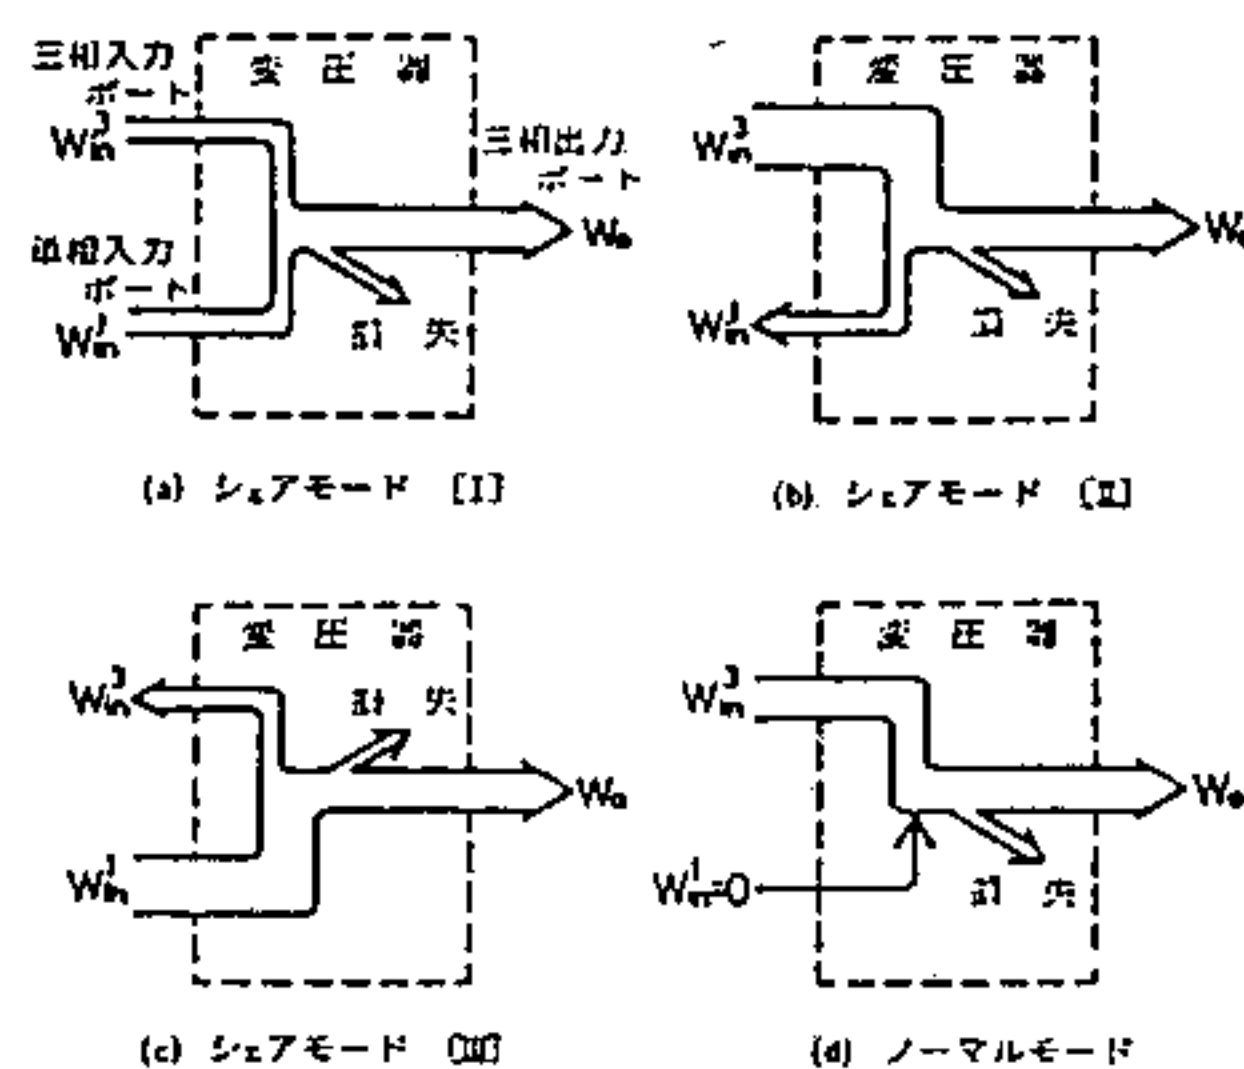 三相入力
ポート
変圧器
W³in
三相出力
ポート
Wo
単相入力
ポート
W¹in
損失
(a) シェアモード 〔I〕
変圧器
W³in
W¹in
損失
(b) シェアモード 〔II〕
変圧器
W³in
損失
Wo
W¹in
(c) シェアモード 〔III〕
変圧器
W³in
Wo
W¹in=0
損失
(d) ノーマルモード